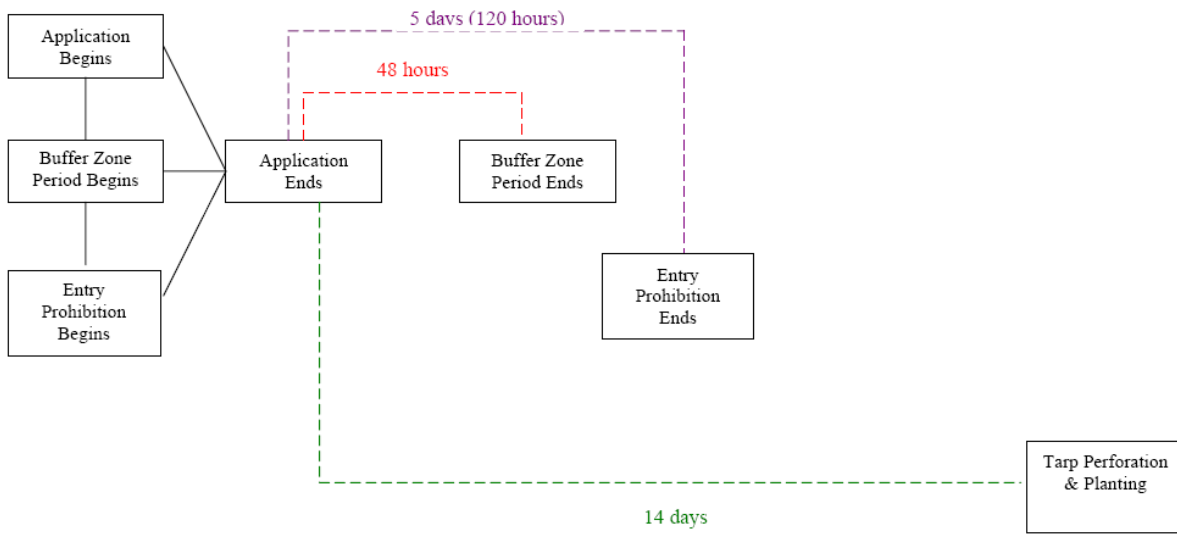 5 days (120 hours)
Application
Begins
48 hours
Buffer Zone
Period Begins
Application
Ends
Buffer Zone
Period Ends
Entry
Prohibition
Begins
Entry
Prohibition
Ends
Tarp Perforation
& Planting
14 days